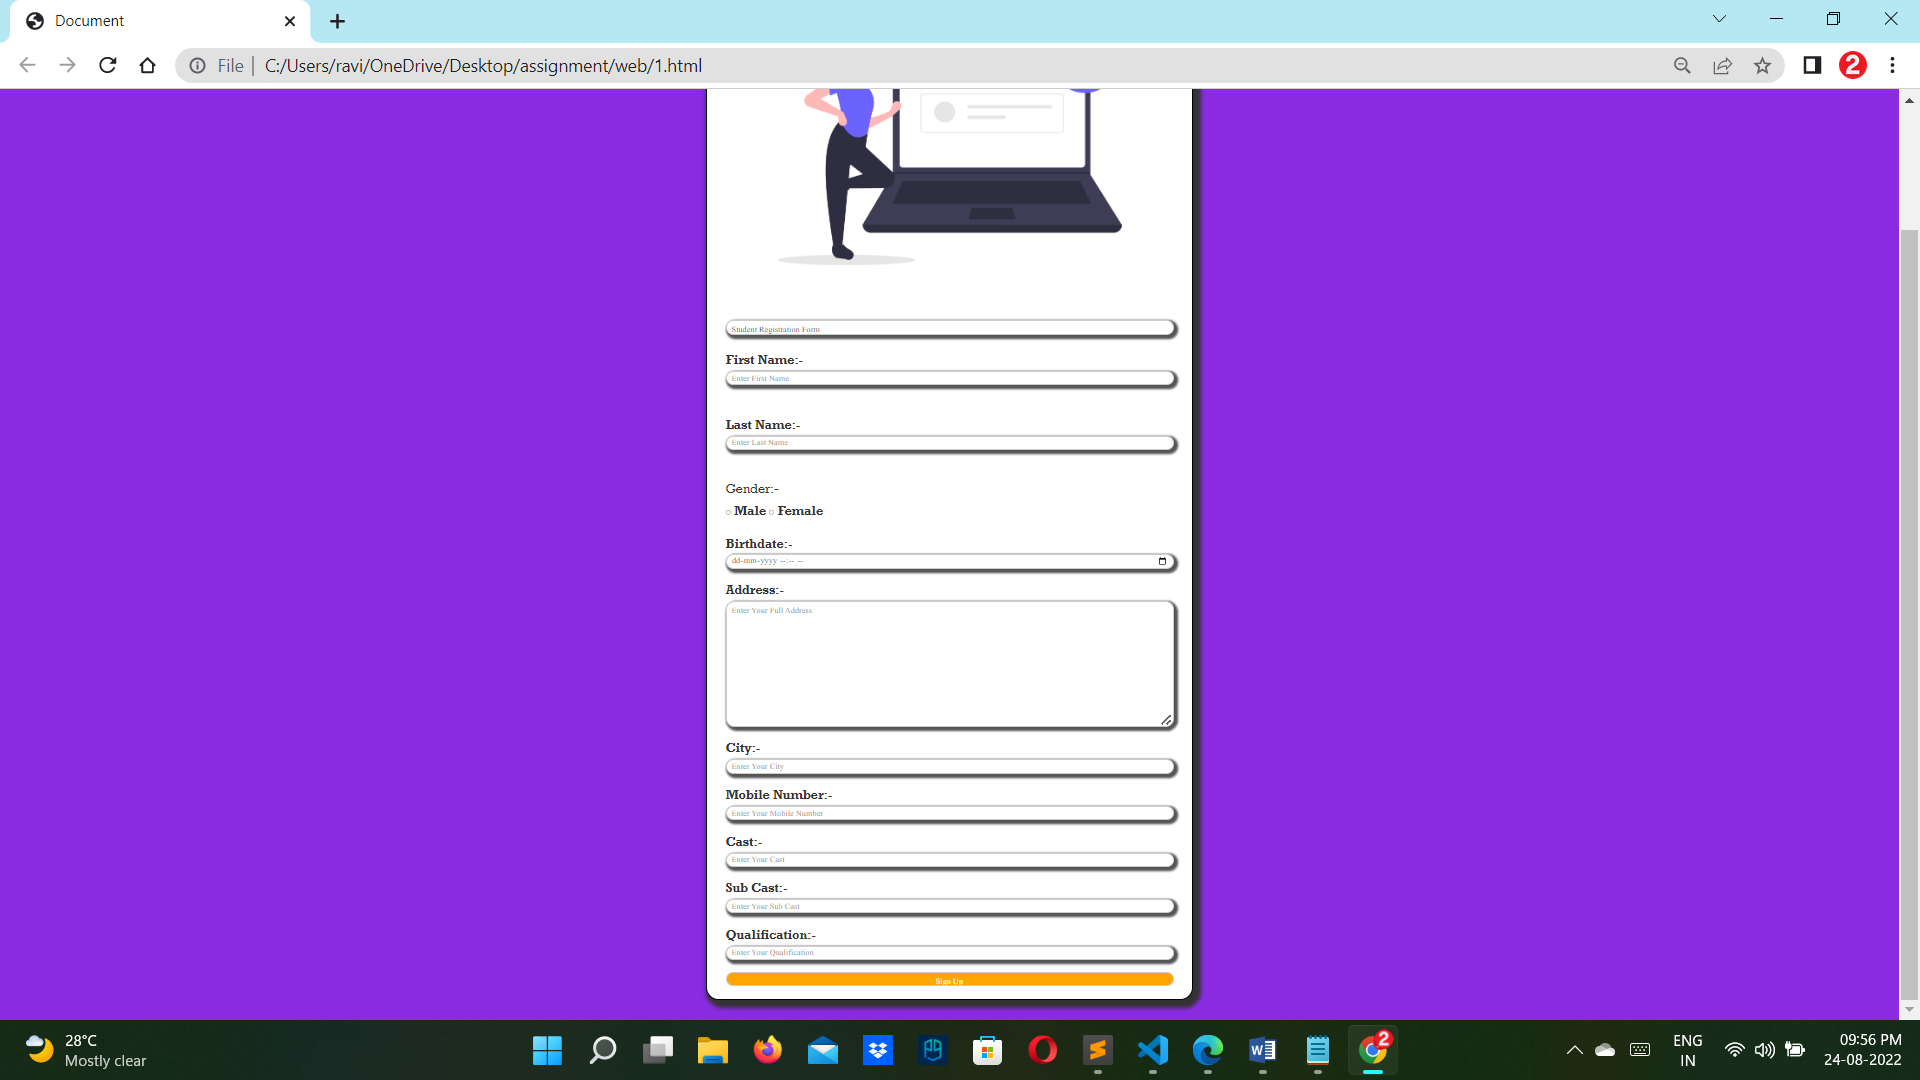 Document
File
C:/Users/ravi/OneDrive/Desktop/assignment/web/1.html
2
Student Registration Form
First Name:-
Enter First Name
Last Name:-
Enter Last Name
Gender:-
Male Female
Birthdate:-
dd-mm-yyyy --:-- --
Address:-
Enter Your Full Address
City:-
Enter Your City
Mobile Number:-
Enter Your Mobile Number
Cast:-
Enter Your Cast
Sub Cast:-
Enter Your Sub Cast
Qualification:-
Enter Your Qualification
Sign Up
28°C
Mostly clear
2
ENG
IN
09:56 PM
24-08-2022